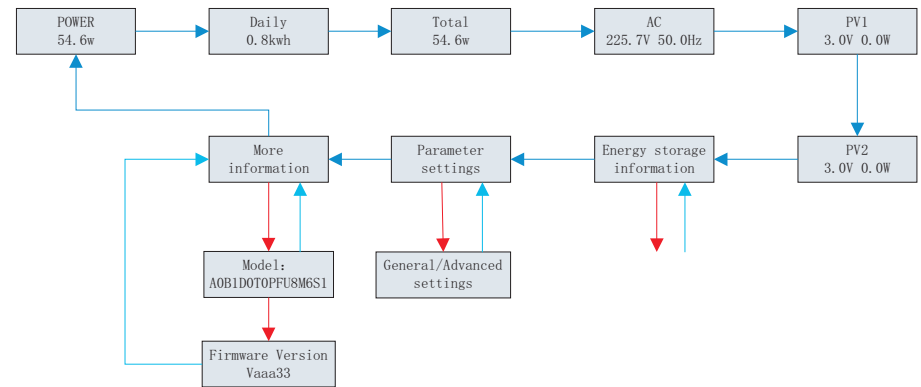 POWER
54.6w
Daily
0.8kwh
Total
54.6w
AC
225.7V 50.0Hz
PV1
3.0V 0.0W
More
information
Parameter
settings
Energy storage
information
PV2
3.0V 0.0W
Model:
A0B1D0T0PFU8M6S1
General/Advanced
settings
Firmware Version
Vaaa33